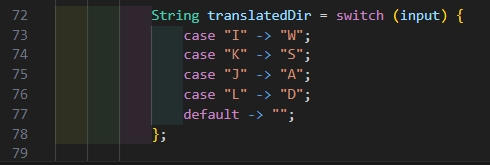 72 String translatedDir = switch (input) {
73 case "I" -> "W";
74 case "K" -> "S";
75 case "J" -> "A";
76 case "L" -> "D";
77 default -> "";
78 };
79